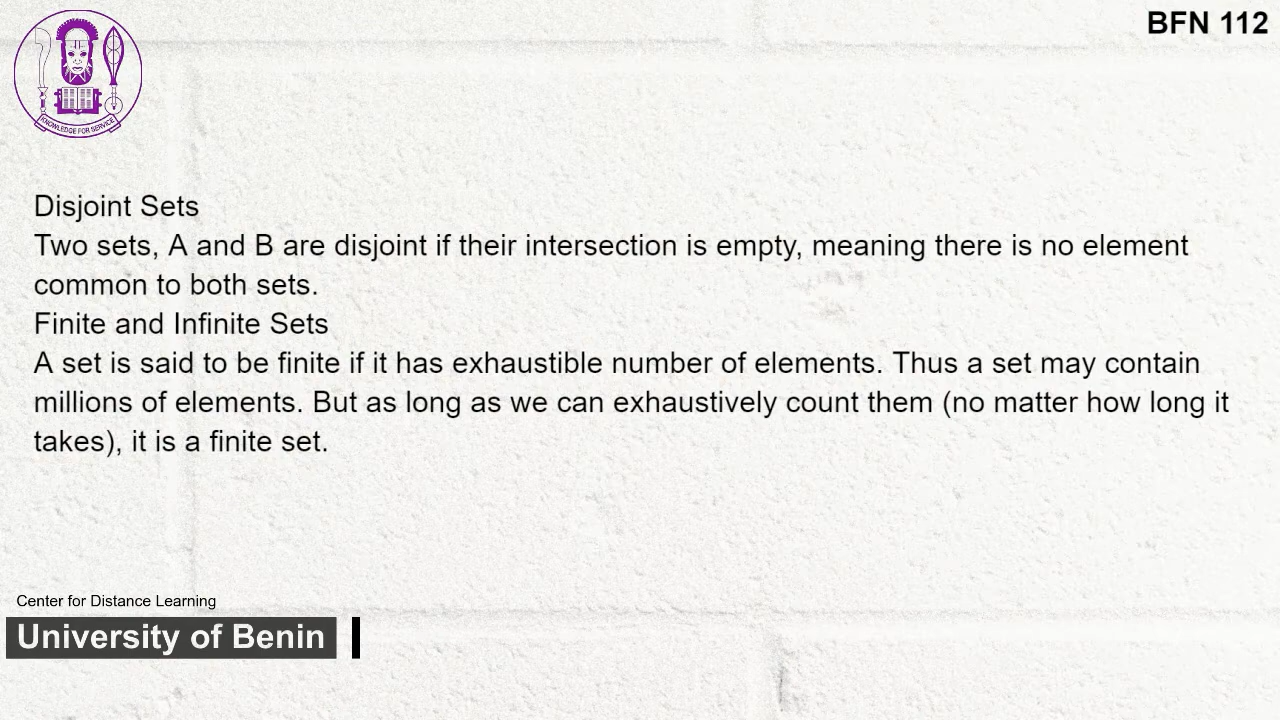 BFN 112
KNOWLEDGE FOR SERVICE
Disjoint Sets
Two sets, A and B are disjoint if their intersection is empty, meaning there is no element
common to both sets.
Finite and Infinite Sets
A set is said to be finite if it has exhaustible number of elements. Thus a set may contain
millions of elements. But as long as we can exhaustively count them (no matter how long it
takes), it is a finite set.
Center for Distance Learning
University of Benin